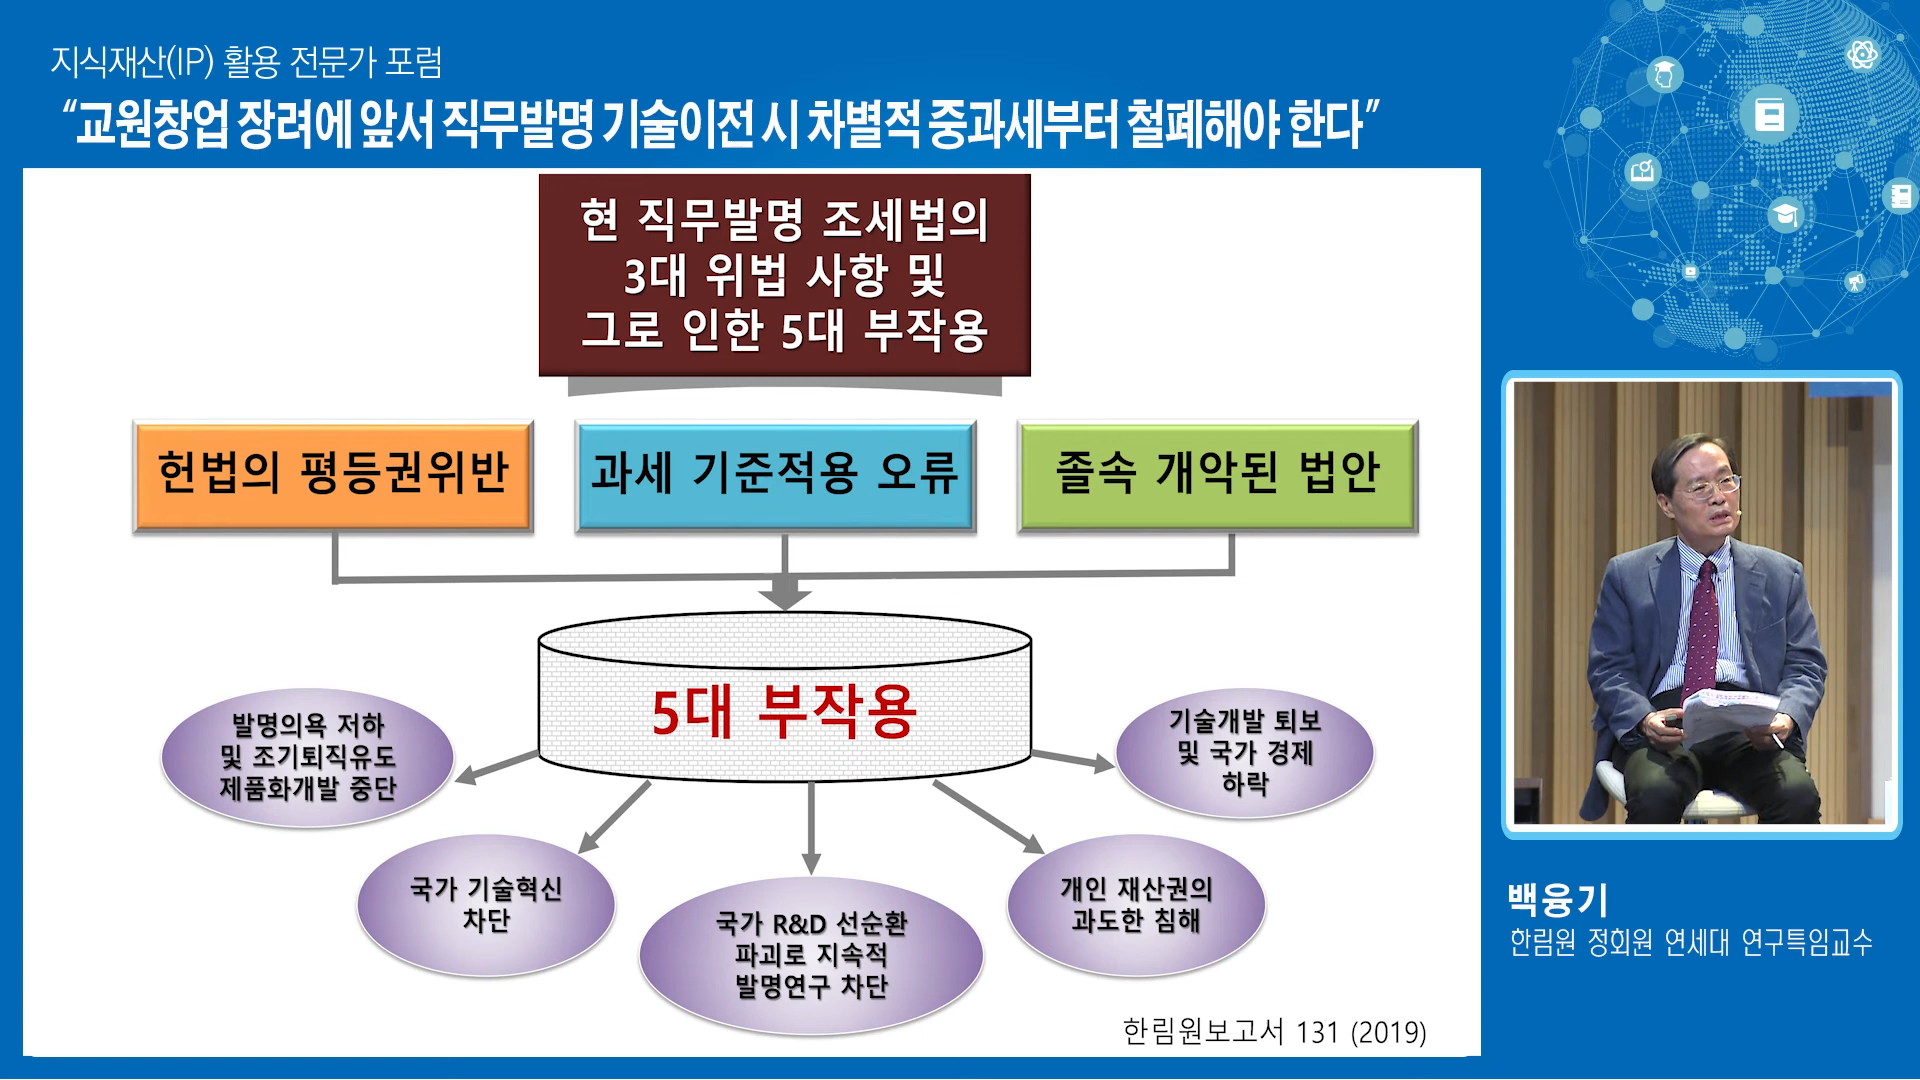 지식재산(IP) 활용 전문가 포럼
“교원창업 장려에 앞서 직무발명 기술이전 시 차별적 중과세부터 철폐해야 한다”
현 직무발명 조세법의
3대 위법 사항 및
그로 인한 5대 부작용
헌법의 평등권위반
과세 기준적용 오류
졸속 개악된 법안
5대 부작용
발명의욕 저하
및 조기퇴직유도
제품화개발 중단
국가 기술혁신
차단
국가 R&D 선순환
파괴로 지속적
발명연구 차단
개인 재산권의
과도한 침해
기술개발 퇴보
및 국가 경제
하락
한림원보고서 131 (2019)
백융기
한림원 정회원 연세대 연구특임교수